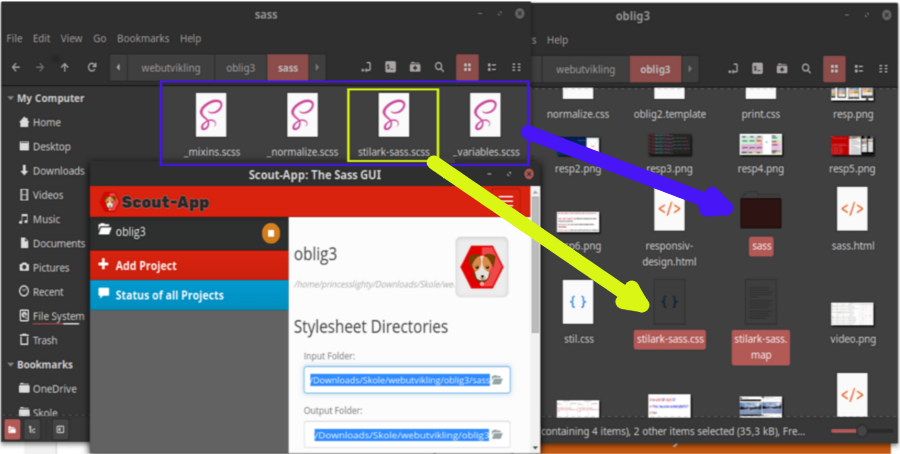 sass
oblig3
File Edit View Go Bookmarks Help
s Help
webutvikling oblig3 sass
webutvikling oblig3
My Computer
Home
Desktop
Downloads
Videos
Music
Documents
Pictures
Recent
File System
Trash
Bookmarks
OneDrive
Skole
_mixins.scss _normalize.scss stilark-sass.scss _variables.scss
Scout-App: The Sass GUI
Scout-App
oblig3
Add Project
Status of all Projects
oblig3
/home/princesslighty/Downloads/Skole/we
Stylesheet Directories
Input Folder:
/Downloads/Skole/webutvikling/oblig3/sass
Output Folder:
/Downloads/Skole/webutvikling/oblig3
normalize.css oblig2.template print.css resp.png
resp2.png resp3.png resp4.png resp5.png
sp6.png responsiv-
design.html sass sass.html
stil.css stilark-sass.css stilark-sass.
map video.png
containing 4 items), 2 other items selected (35,3 kB), Fre...